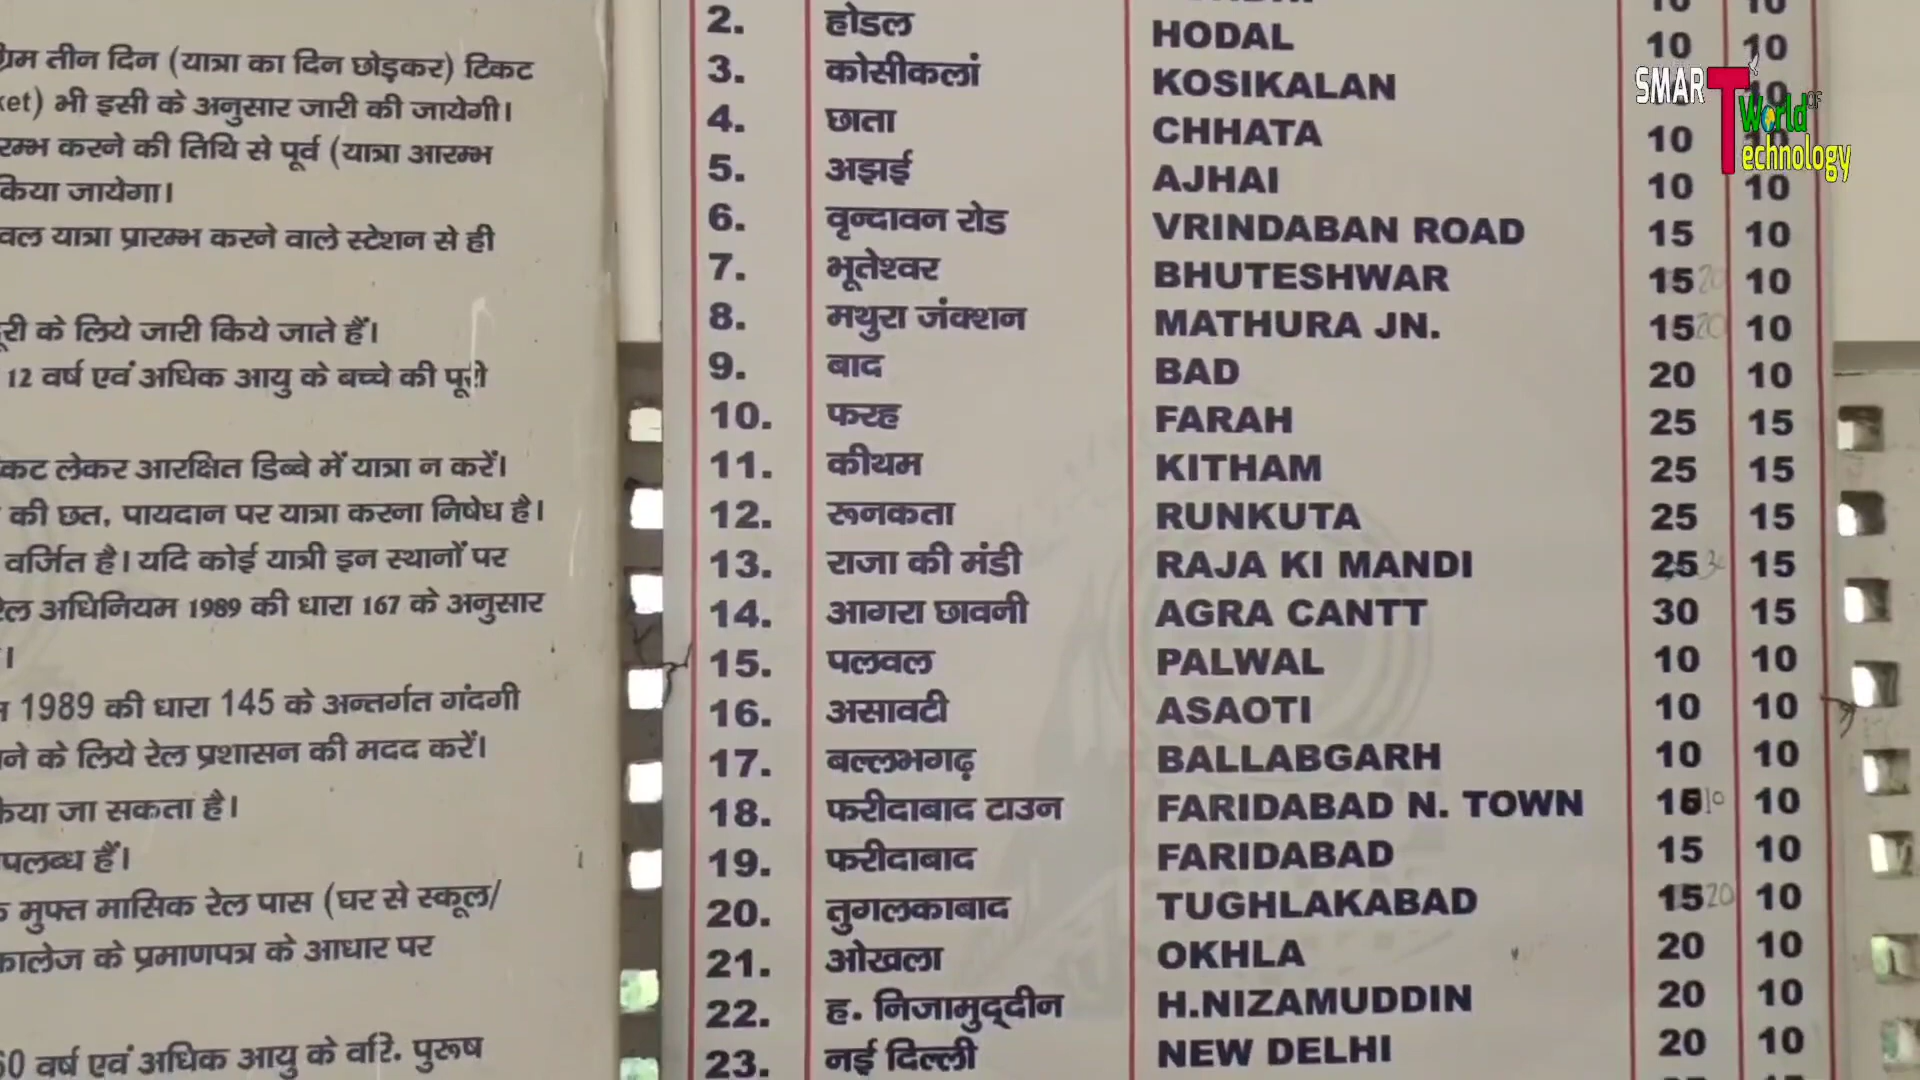 तीन दिन (यात्रा का दिन छोड़कर) टिकट
भी इसी के अनुसार जारी की जायेगी।
करने की तिथि से पूर्व (यात्रा आरम्भ
किया जायेगा।
यात्रा प्रारम्भ करने वाले स्टेशन से ही
के लिये जारी किये जाते हैं।
12 वर्ष एवं अधिक आयु के बच्चे की पूरी
लेकर आरक्षित डिब्बे में यात्रा न करें।
की छत, पायदान पर यात्रा करना निषेध है।
वर्जित है। यदि कोई यात्री इन स्थानों पर
अधिनियम 1989 की धारा 167 के अनुसार
1989 की धारा 145 के अन्तर्गत गंदगी
के लिये रेल प्रशासन की मदद करें।
किया जा सकता है।
हैं।
मुफ्त मासिक रेल पास (घर से स्कूल/
कालेज के प्रमाणपत्र के आधार पर
60 वर्ष एवं अधिक आयु के वरि. पुरूष
2. होडल HODAL 10 10
3. कोसीकलां KOSIKALAN 10
4. छाता CHHATA 10
5. अझई AJHAI 10 10
6. वृन्दावन रोड VRINDABAN ROAD 15 10
7. भूतेश्वर BHUTESHWAR 15 20 10
8. मथुरा जंक्शन MATHURA JN. 15 20 10
9. बाद BAD 20 10
10. फरह FARAH 25 15
11. कीथम KITHAM 25 15
12. रूनकता RUNKUTA 25 15
13. राजा की मंडी RAJA KI MANDI 25 15
14. आगरा छावनी AGRA CANTT 30 15
15. पलवल PALWAL 10 10
16. असावटी ASAOTI 10 10
17. बल्लभगढ़ BALLABGARH 10 10
18. फरीदाबाद टाउन FARIDABAD N. TOWN 10 10
19. फरीदाबाद FARIDABAD 15 10
20. तुगलकाबाद TUGHLAKABAD 15 20 10
21. ओखला OKHLA 20 10
22. ह. निजामुद्दीन H.NIZAMUDDIN 20 10
23. नई दिल्ली NEW DELHI 20 10
SMART
World OF
Technology